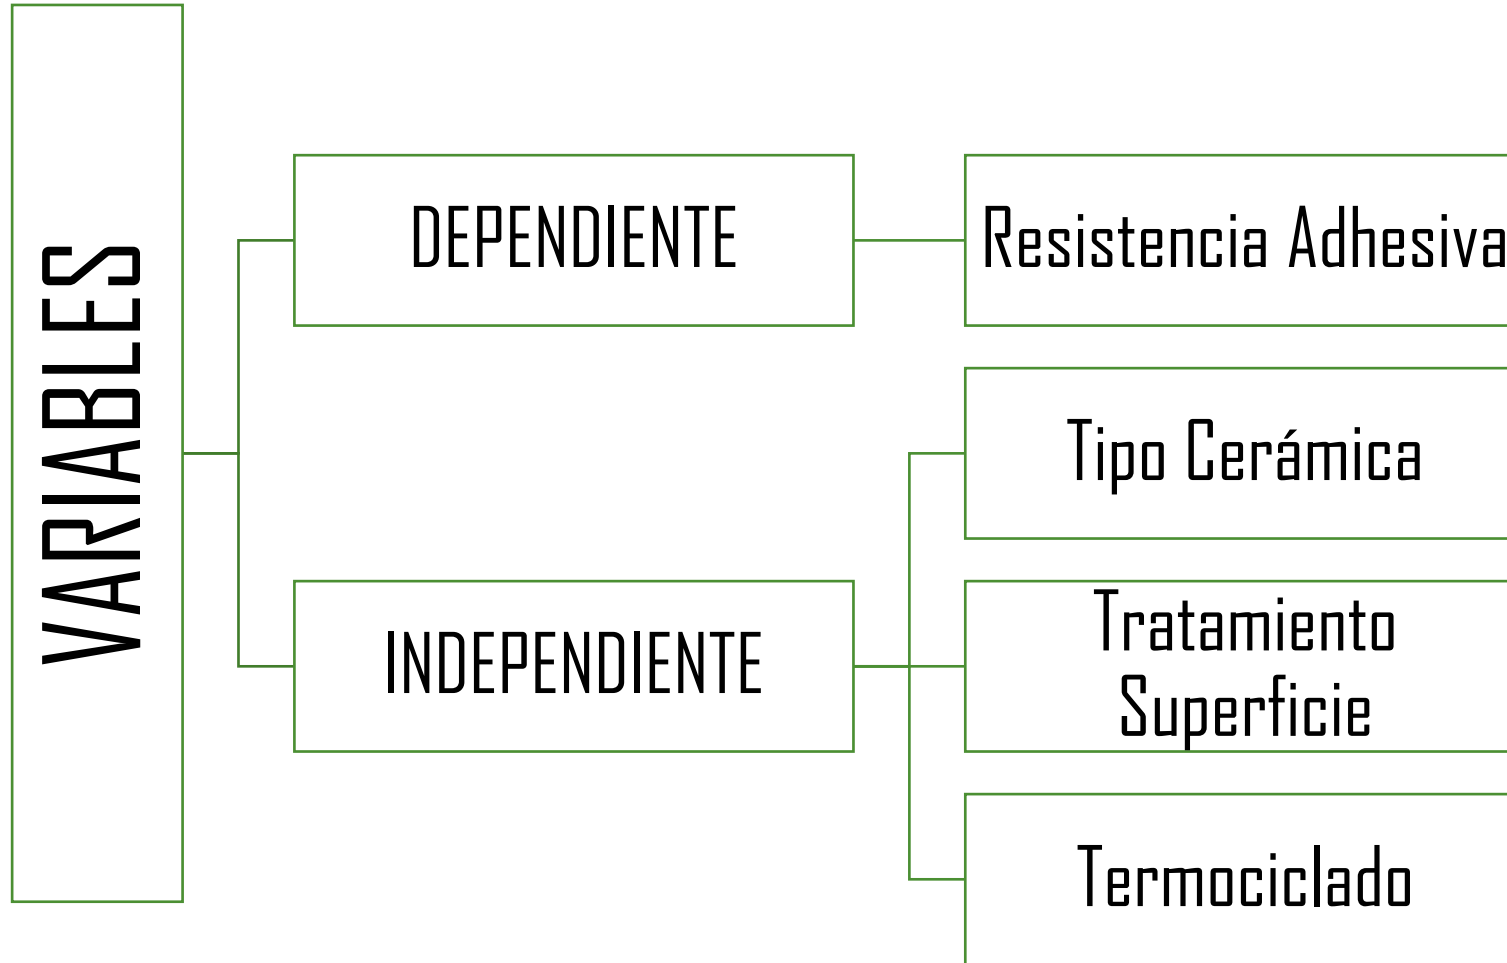 VARIABLES
DEPENDIENTE
Resistencia Adhesiva
INDEPENDIENTE
Tipo Cerámica
Tratamiento
Superficie
Termociclado